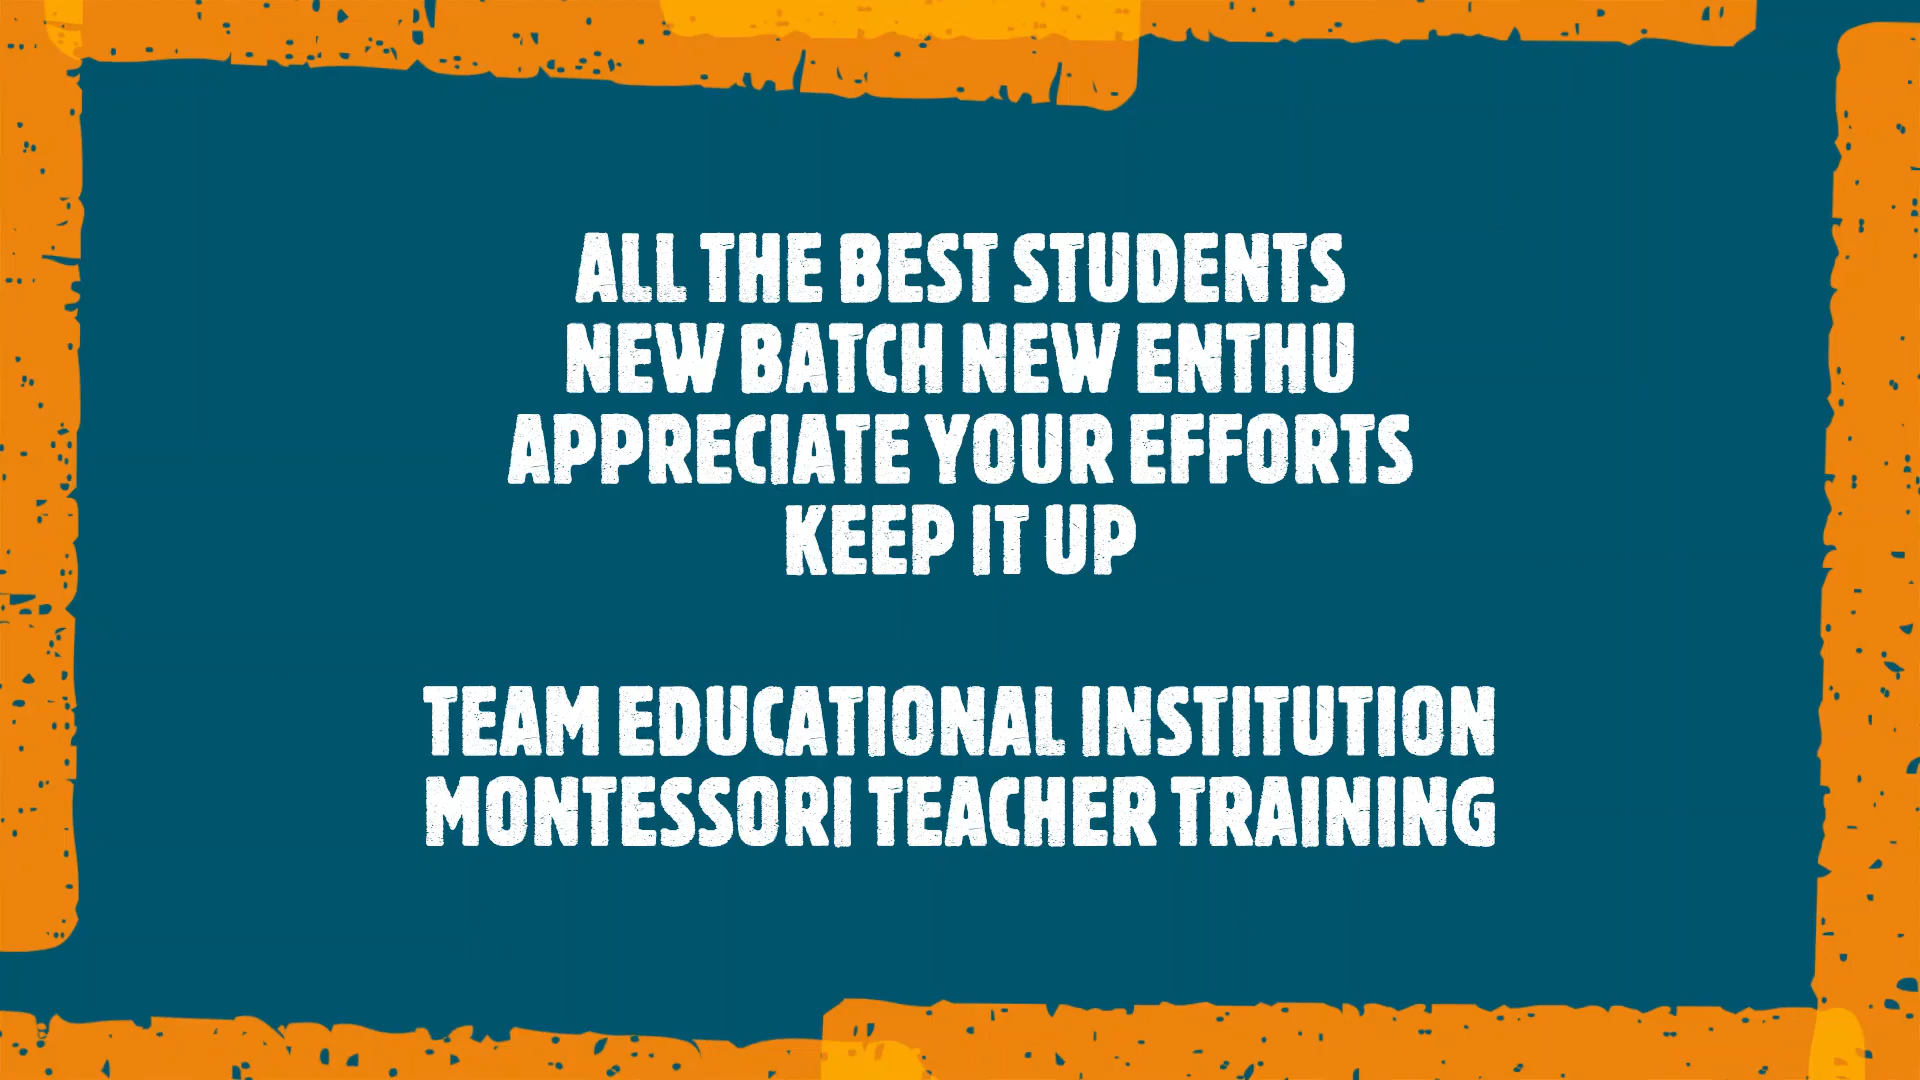 ALL THE BEST STUDENTS
NEW BATCH NEW ENTHU
APPRECIATE YOUR EFFORTS
KEEP IT UP
TEAM EDUCATIONAL INSTITUTION
MONTESSORI TEACHER TRAINING